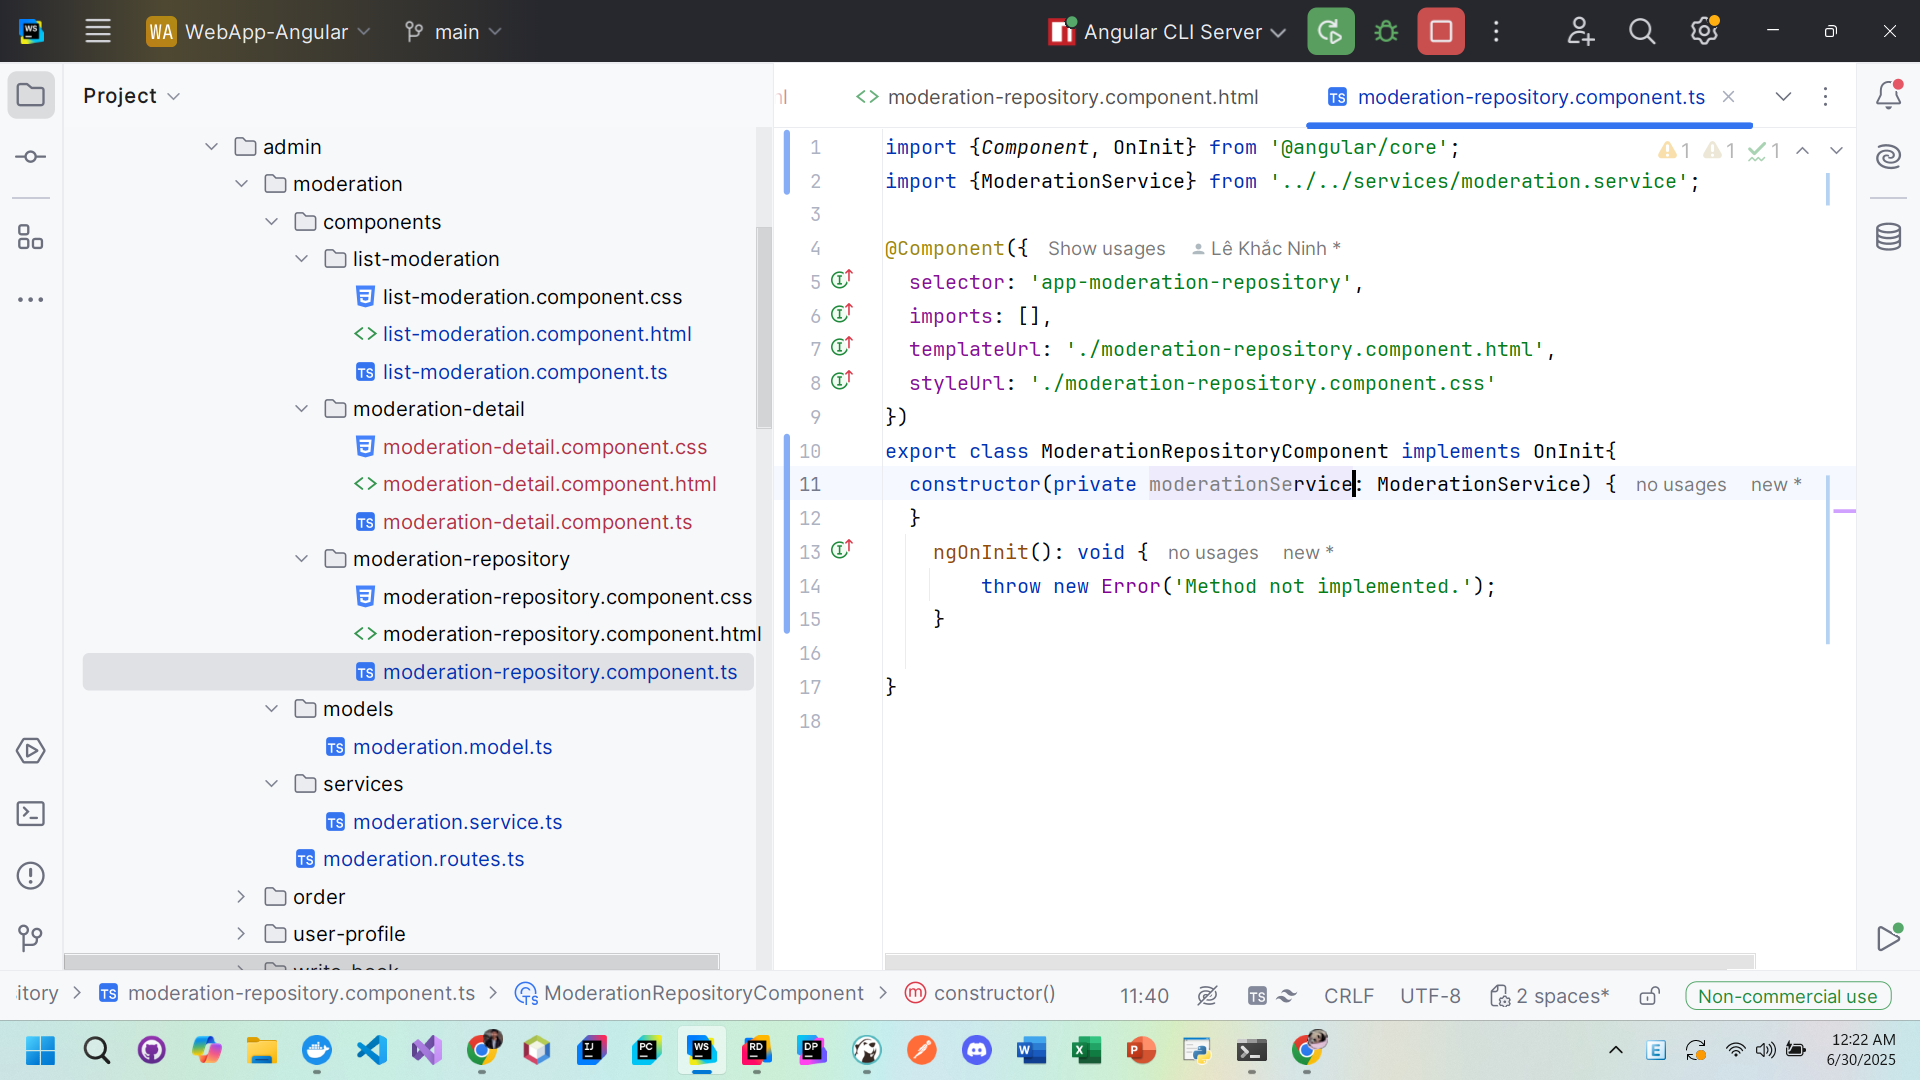 WA WebApp-Angular main Angular CLI Server
Project
moderation-repository.component.html
moderation-repository.component.ts
admin
moderation
components
list-moderation
list-moderation.component.css
list-moderation.component.html
list-moderation.component.ts
moderation-detail
moderation-detail.component.css
moderation-detail.component.html
moderation-detail.component.ts
moderation-repository
moderation-repository.component.css
moderation-repository.component.html
moderation-repository.component.ts
models
moderation.model.ts
services
moderation.service.ts
moderation.routes.ts
order
user-profile
1 import {Component, OnInit} from '@angular/core'; 1 1 1
2 import {ModerationService} from '../../services/moderation.service';
3
4 @Component({ Show usages Lê Khắc Ninh *
5 selector: 'app-moderation-repository',
6 imports: [],
7 templateUrl: './moderation-repository.component.html',
8 styleUrl: './moderation-repository.component.css'
9 })
10 export class ModerationRepositoryComponent implements OnInit{
11 constructor(private moderationService: ModerationService) { no usages new *
12 }
13 ngOnInit(): void { no usages new *
14 throw new Error('Method not implemented.');
15 }
16
17 }
18
itory > moderation-repository.component.ts > ModerationRepositoryComponent > constructor() 11:40 CRLF UTF-8 2 spaces* Non-commercial use
12:22 AM
6/30/2025